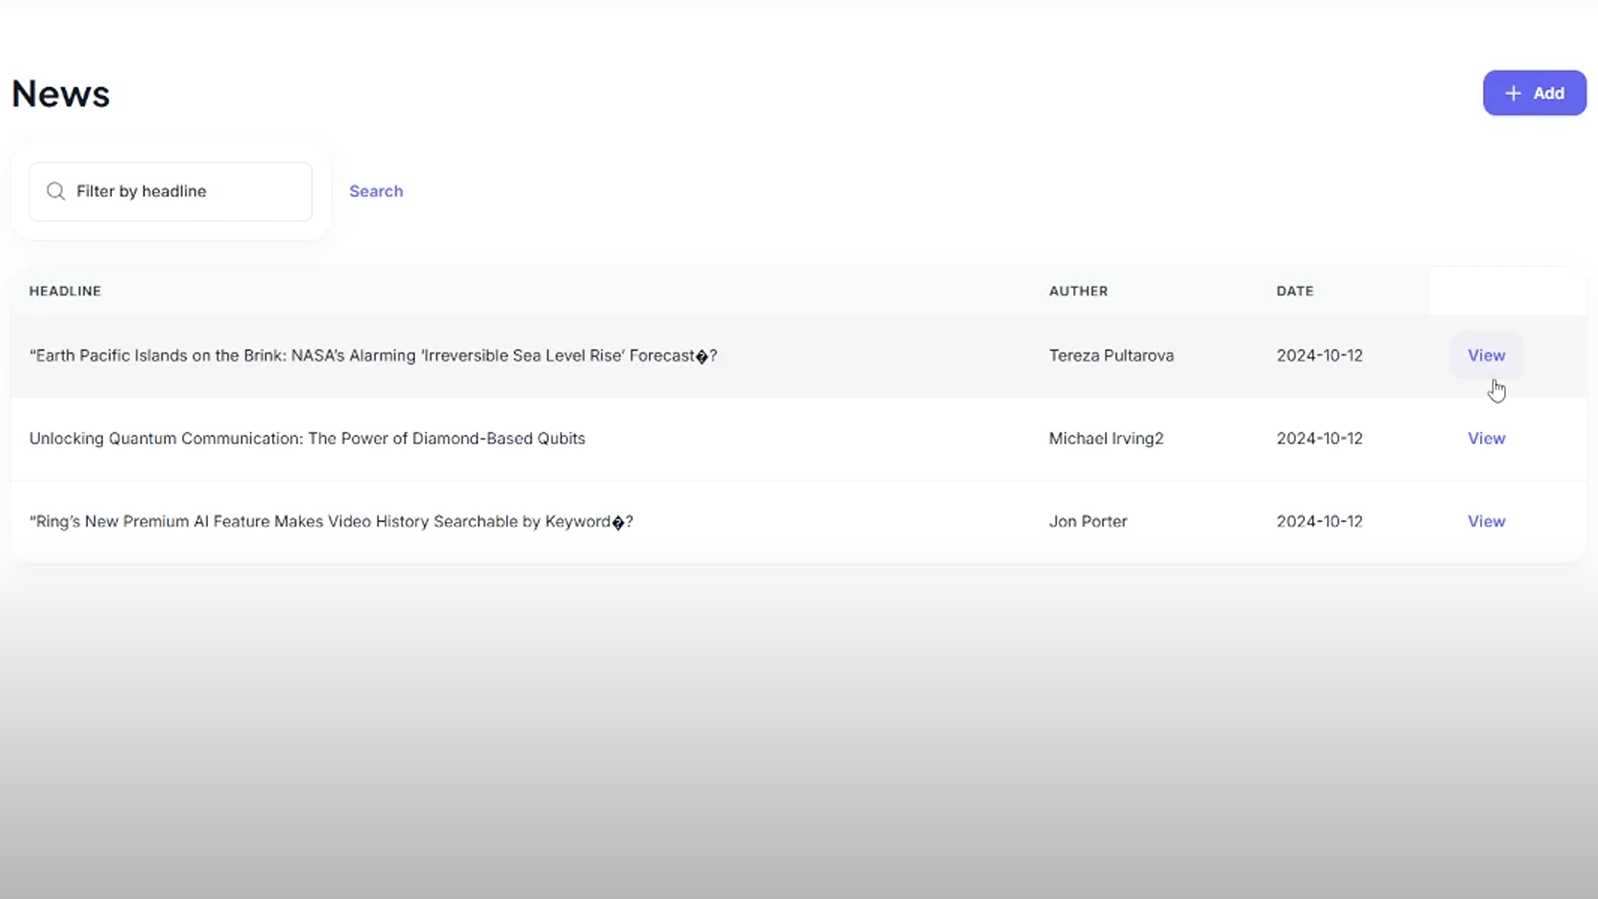 News
+ Add
Filter by headline
Search
HEADLINE AUTHER DATE
“Earth Pacific Islands on the Brink: NASA’s Alarming ‘Irreversible Sea Level Rise’ Forecast�? Tereza Pultarova 2024-10-12 View
Unlocking Quantum Communication: The Power of Diamond-Based Qubits Michael Irving2 2024-10-12 View
“Ring’s New Premium AI Feature Makes Video History Searchable by Keyword�? Jon Porter 2024-10-12 View